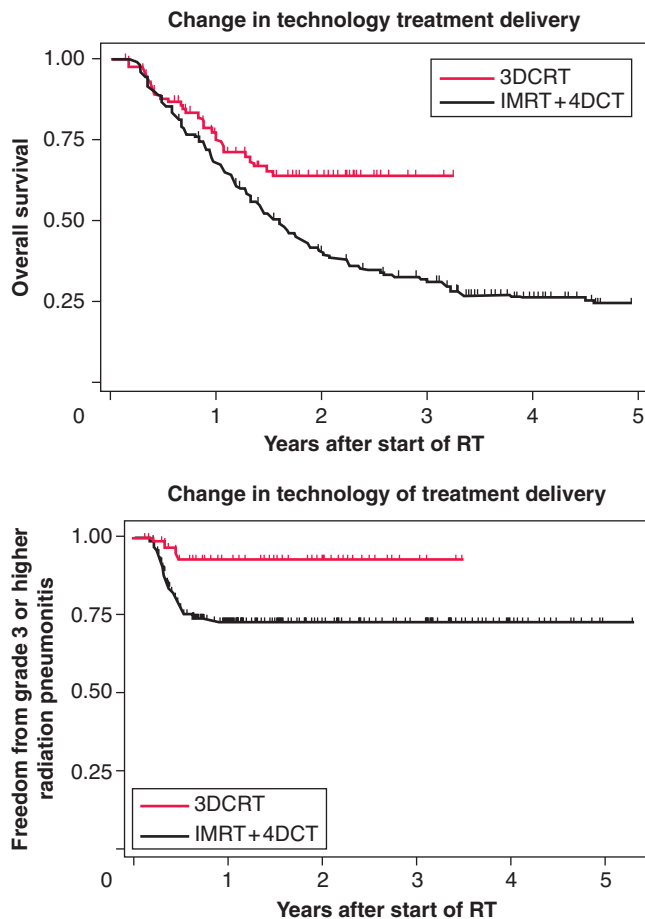 Change in technology treatment delivery
Overall survival
1.00
0.75
0.50
0.25
0
3DCRT
IMRT+4DCT
1 2 3 4 5
Years after start of RT
Change in technology of treatment delivery
Freedom from grade 3 or higher
radiation pneumonitis
1.00
0.75
0.50
0.25
0
3DCRT
IMRT+4DCT
1 2 3 4 5
Years after start of RT